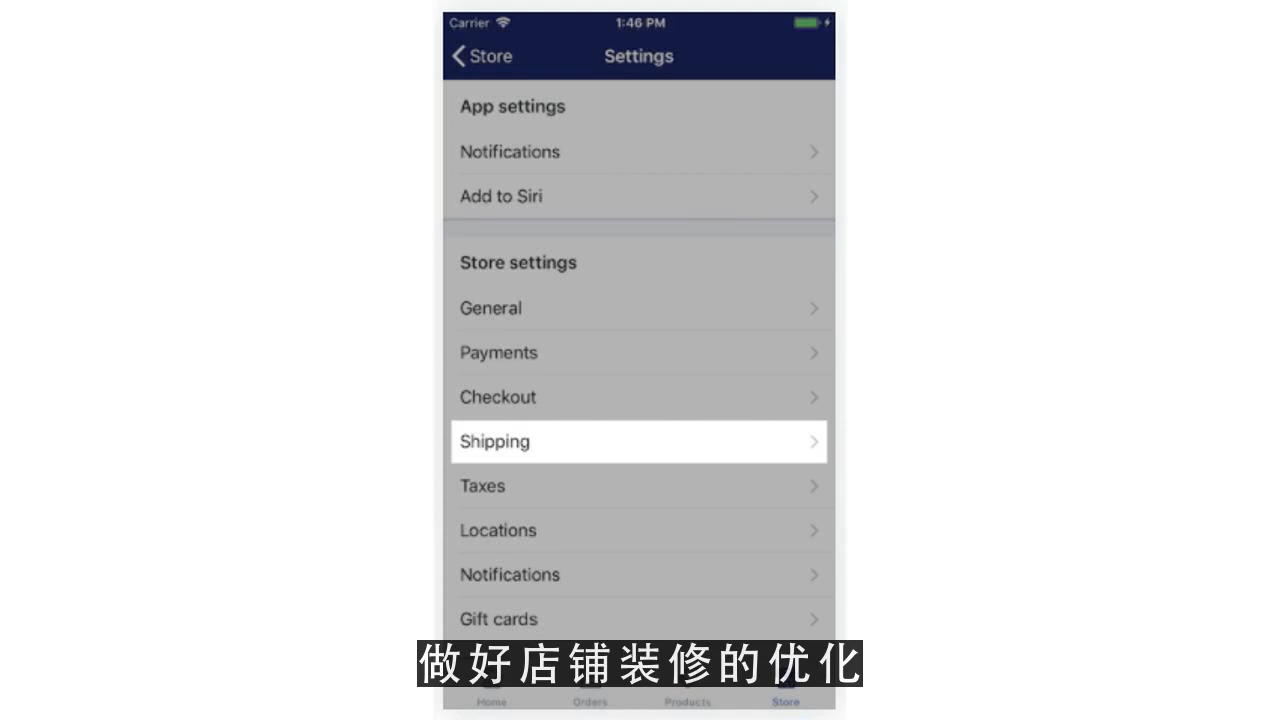 Carrier 1:46 PM
Store Settings
App settings
Notifications
Add to Siri
Store settings
General
Payments
Checkout
Shipping
Taxes
Locations
Notifications
Gift cards
做好店铺装修的优化
Home Orders Products Store